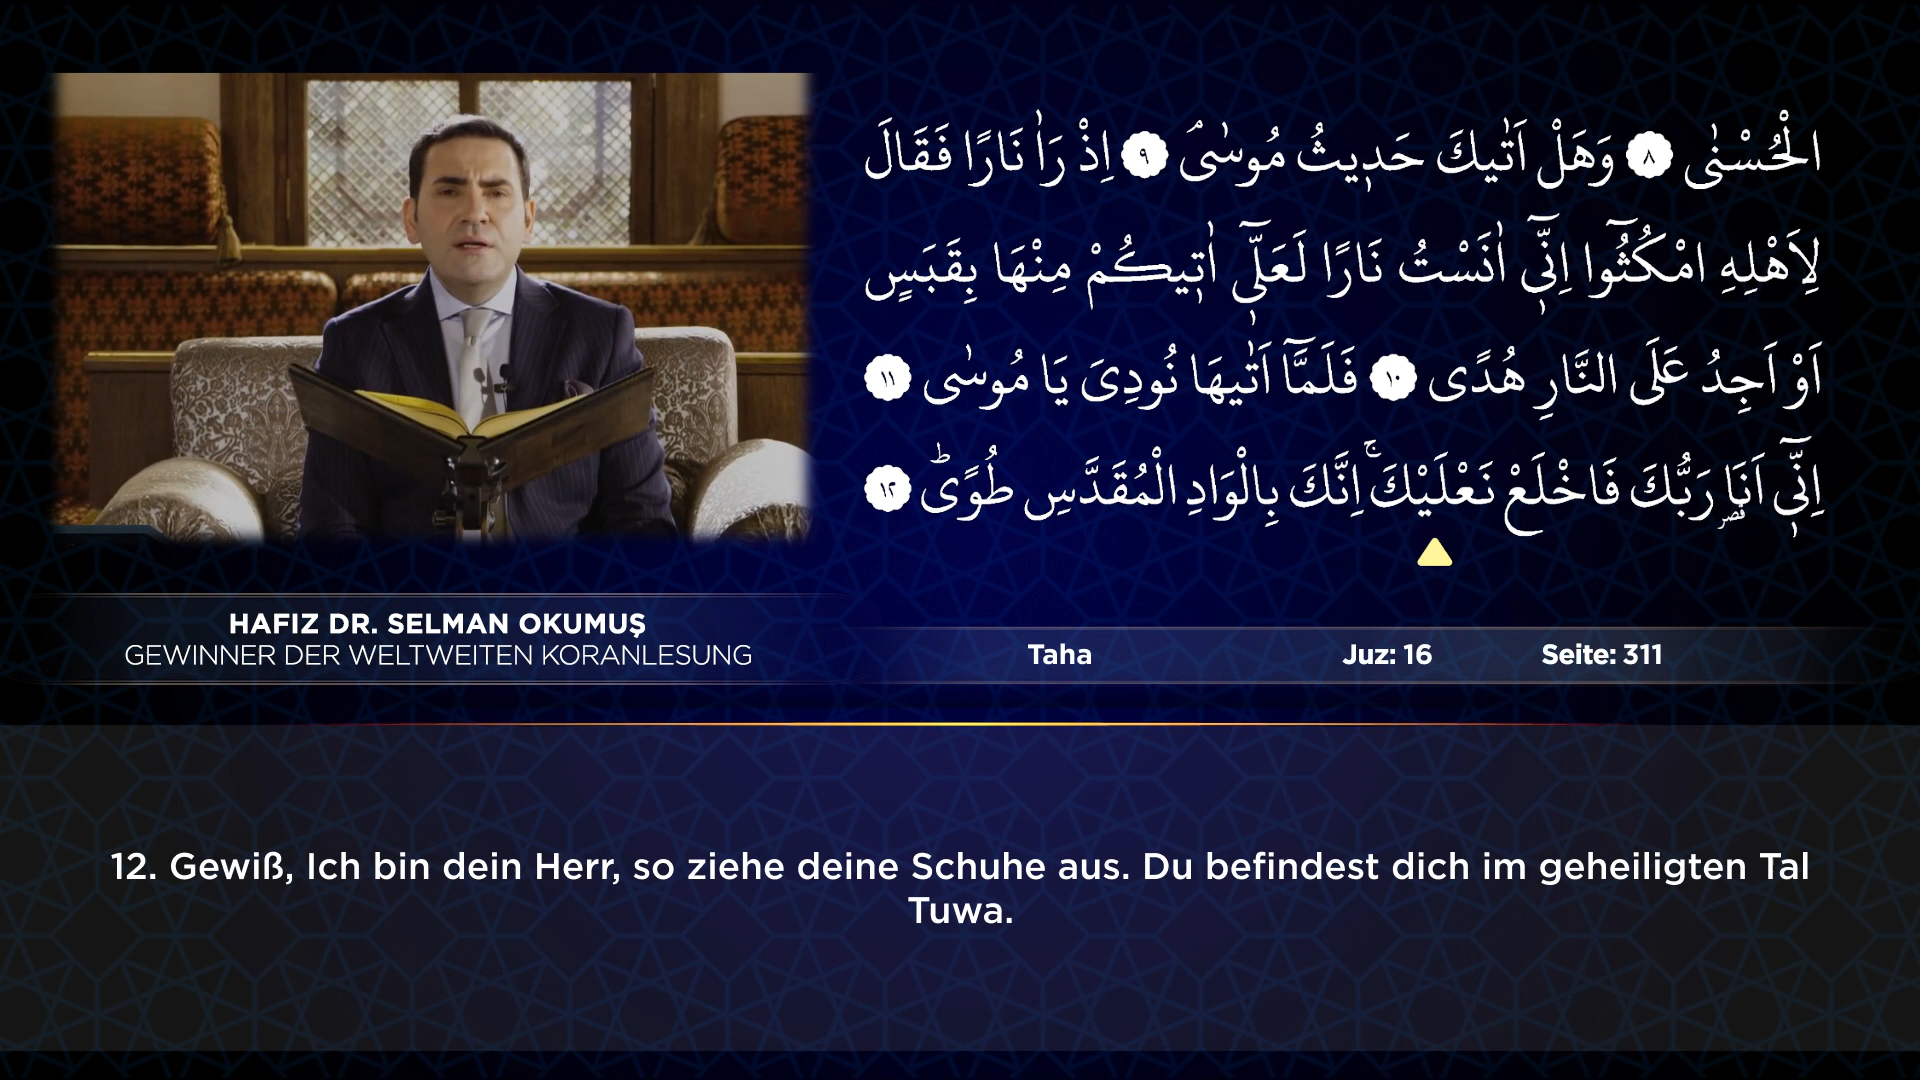 الْحُسْنٰى ٨ وَهَلْ اَتٰيكَ حَدٖيثُ مُوسٰىۘ ٩ اِذْ رَاٰ نَارًا فَقَالَ
لِاَهْلِهِ امْكُثُٓوا اِنّٖٓى اٰنَسْتُ نَارًا لَعَلّٖٓى اٰتٖيكُمْ مِنْهَا بِقَبَسٍ
اَوْ اَجِدُ عَلَى النَّارِ هُدًى ١٠ فَلَمَّٓا اَتٰيهَا نُودِىَ يَا مُوسٰى ١١
اِنّٖٓى اَنَا۬ رَبُّكَ فَاخْلَعْ نَعْلَيْكَۚ اِنَّكَ بِالْوَادِ الْمُقَدَّسِ طُوًىؕ ١٢
قصر
HAFIZ DR. SELMAN OKUMUŞ
GEWINNER DER WELTWEITEN KORANLESUNG
Taha Juz: 16 Seite: 311
12. Gewiß, Ich bin dein Herr, so ziehe deine Schuhe aus. Du befindest dich im geheiligten Tal
Tuwa.